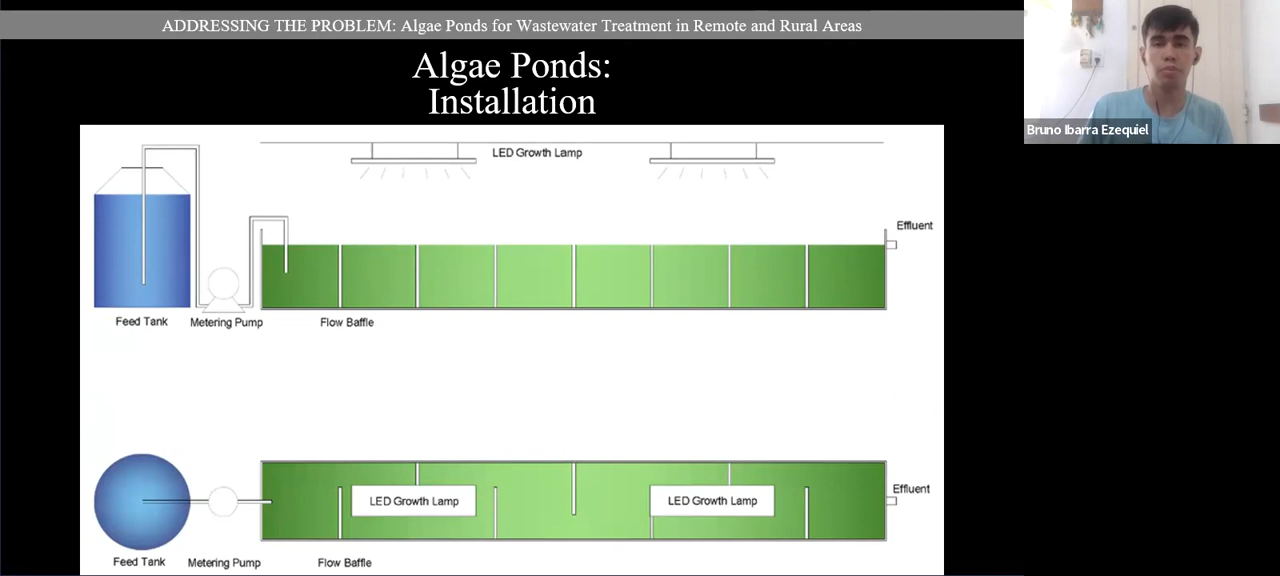 ADDRESSING THE PROBLEM: Algae Ponds for Wastewater Treatment in Remote and Rural Areas
Algae Ponds:
Installation
LED Growth Lamp
Effluent
Feed Tank
Metering Pump
Flow Baffle
LED Growth Lamp
LED Growth Lamp
Effluent
Feed Tank
Metering Pump
Flow Baffle
Bruno Ibarra Ezequiel